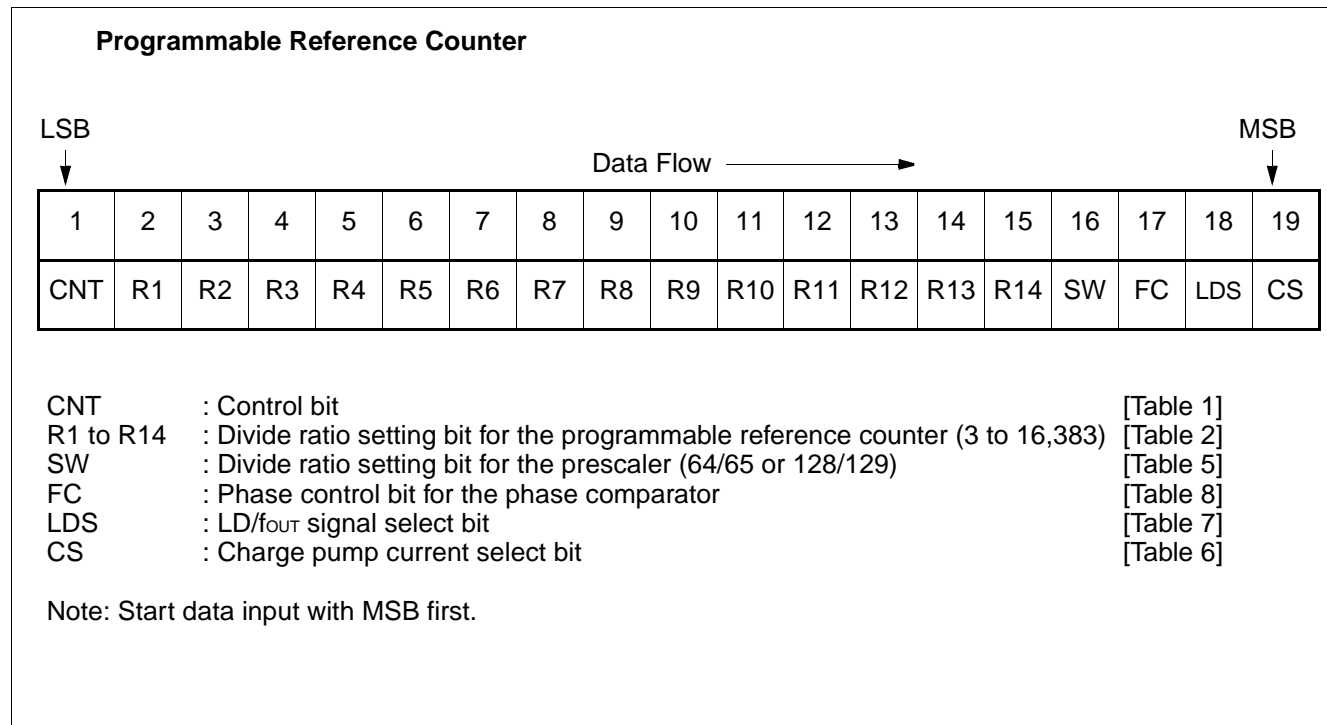 Programmable Reference Counter
LSB MSB
Data Flow
1 2 3 4 5 6 7 8 9 10 11 12 13 14 15 16 17 18 19
CNT R1 R2 R3 R4 R5 R6 R7 R8 R9 R10 R11 R12 R13 R14 SW FC LDS CS
CNT : Control bit [Table 1]
R1 to R14 : Divide ratio setting bit for the programmable reference counter (3 to 16,383) [Table 2]
SW : Divide ratio setting bit for the prescaler (64/65 or 128/129) [Table 5]
FC : Phase control bit for the phase comparator [Table 8]
LDS : LD/fOUT signal select bit [Table 7]
CS : Charge pump current select bit [Table 6]
Note: Start data input with MSB first.